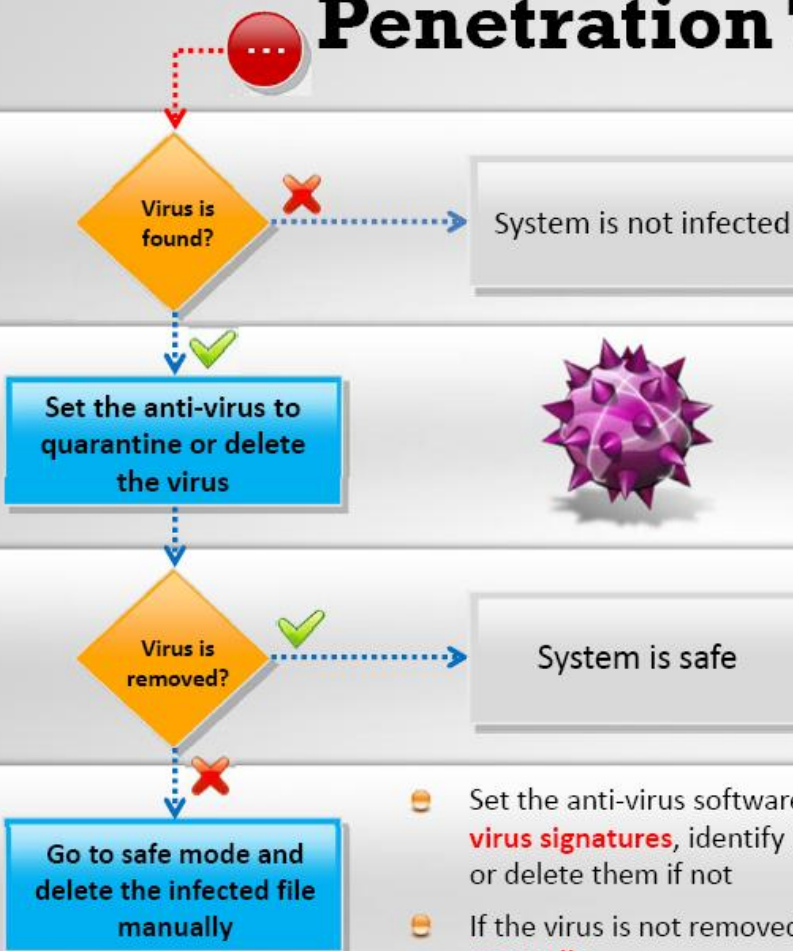 Penetration
Virus is
found?
System is not infected
Set the anti-virus to
quarantine or delete
the virus
Virus is
removed?
System is safe
Go to safe mode and
delete the infected file
manually
Set the anti-virus software
virus signatures, identify
or delete them if not
If the virus is not removed